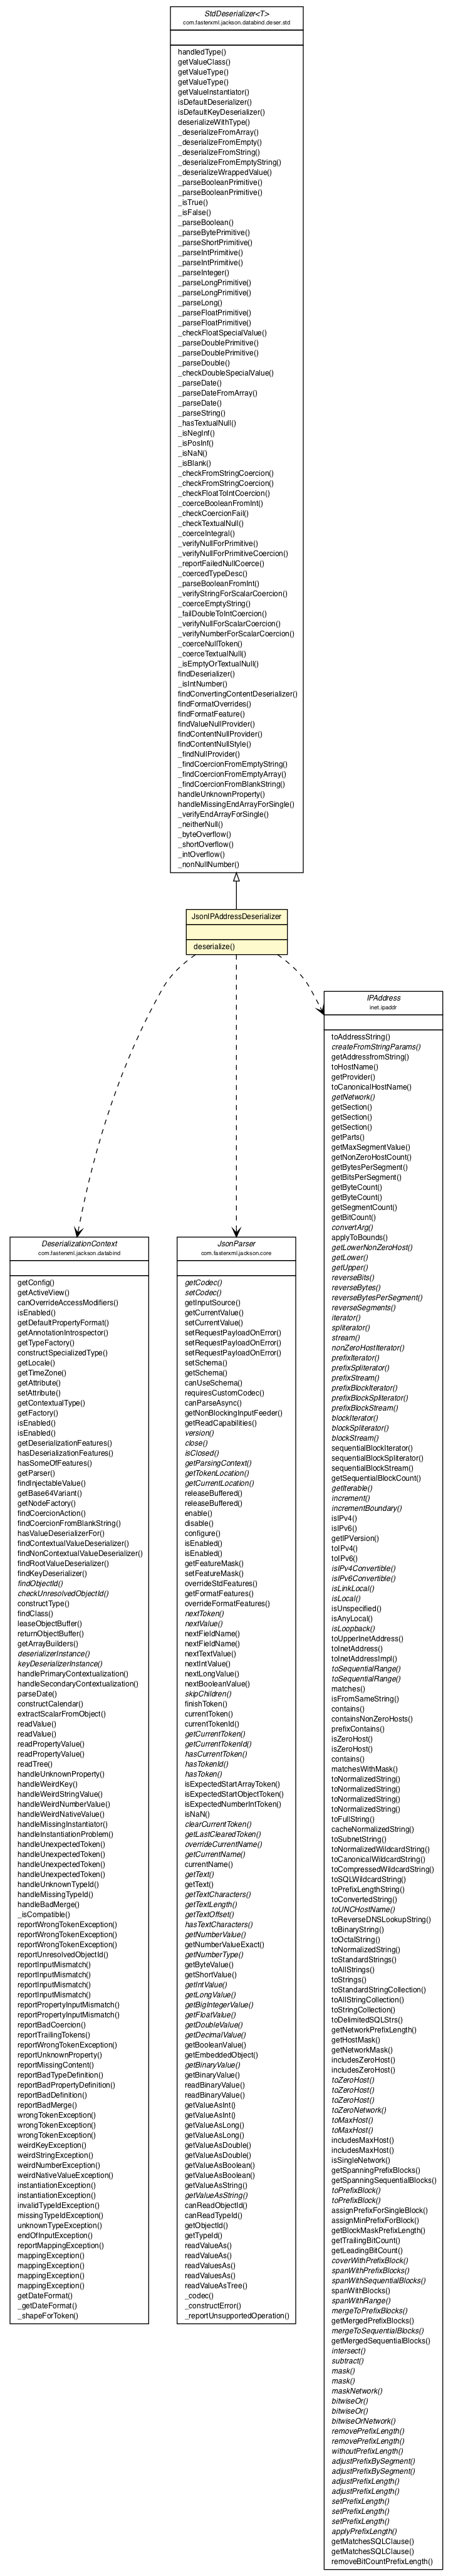 StdDeserializer<T>
com.fasterxml.jackson.databind.deser.std
handledType()
getValueClass()
getValueType()
getValueType()
getValueInstantiator()
isDefaultDeserializer()
isDefaultKeyDeserializer()
deserializeWithType()
_deserializeFromArray()
_deserializeFromEmpty()
_deserializeFromString()
_deserializeFromEmptyString()
_deserializeWrappedValue()
_parseBooleanPrimitive()
_parseBooleanPrimitive()
_isTrue()
_isFalse()
_parseBoolean()
_parseBytePrimitive()
_parseShortPrimitive()
_parseIntPrimitive()
_parseIntPrimitive()
_parseInteger()
_parseLongPrimitive()
_parseLongPrimitive()
_parseLong()
_parseFloatPrimitive()
_parseFloatPrimitive()
_checkFloatSpecialValue()
_parseDoublePrimitive()
_parseDoublePrimitive()
_parseDouble()
_checkDoubleSpecialValue()
_parseDate()
_parseDateFromArray()
_parseDate()
_parseString()
_hasTextualNull()
_isNegInf()
_isPosInf()
_isNaN()
_isBlank()
_checkFromStringCoercion()
_checkFromStringCoercion()
_checkFloatToIntCoercion()
_coerceBooleanFromInt()
_checkCoercionFail()
_checkTextualNull()
_coerceIntegral()
_verifyNullForPrimitive()
_verifyNullForPrimitiveCoercion()
_reportFailedNullCoerce()
_coercedTypeDesc()
_parseBooleanFromInt()
_verifyStringForScalarCoercion()
_coerceEmptyString()
_failDoubleToIntCoercion()
_verifyNullForScalarCoercion()
_verifyNumberForScalarCoercion()
_coerceNullToken()
_coerceTextualNull()
_isEmptyOrTextualNull()
findDeserializer()
_isIntNumber()
findConvertingContentDeserializer()
findFormatOverrides()
findFormatFeature()
findValueNullProvider()
findContentNullProvider()
findContentNullStyle()
_findNullProvider()
_findCoercionFromEmptyString()
_findCoercionFromEmptyArray()
_findCoercionFromBlankString()
handleUnknownProperty()
handleMissingEndArrayForSingle()
_verifyEndArrayForSingle()
_neitherNull()
_byteOverflow()
_shortOverflow()
_intOverflow()
_nonNullNumber()
JsonIPAddressDeserializer
deserialize()
DeserializationContext
com.fasterxml.jackson.databind
getConfig()
getActiveView()
canOverrideAccessModifiers()
isEnabled()
getDefaultPropertyFormat()
getAnnotationIntrospector()
getTypeFactory()
constructSpecializedType()
getLocale()
getTimeZone()
getAttribute()
setAttribute()
getContextualType()
getFactory()
isEnabled()
isEnabled()
getDeserializationFeatures()
hasDeserializationFeatures()
hasSomeOfFeatures()
getParser()
findInjectableValue()
getBase64Variant()
getNodeFactory()
findCoercionAction()
findCoercionFromBlankString()
hasValueDeserializerFor()
findContextualValueDeserializer()
findNonContextualValueDeserializer()
findRootValueDeserializer()
findKeyDeserializer()
findObjectId()
checkUnresolvedObjectId()
constructType()
findClass()
leaseObjectBuffer()
returnObjectBuffer()
getArrayBuilders()
deserializerInstance()
keyDeserializerInstance()
handlePrimaryContextualization()
handleSecondaryContextualization()
parseDate()
constructCalendar()
extractScalarFromObject()
readValue()
readValue()
readPropertyValue()
readPropertyValue()
readTree()
handleUnknownProperty()
handleWeirdKey()
handleWeirdStringValue()
handleWeirdNumberValue()
handleWeirdNativeValue()
handleMissingInstantiator()
handleInstantiationProblem()
handleUnexpectedToken()
handleUnexpectedToken()
handleUnexpectedToken()
handleUnexpectedToken()
handleUnknownTypeId()
handleMissingTypeId()
handleBadMerge()
_isCompatible()
reportWrongTokenException()
reportWrongTokenException()
reportWrongTokenException()
reportUnresolvedObjectId()
reportInputMismatch()
reportInputMismatch()
reportInputMismatch()
reportInputMismatch()
reportPropertyInputMismatch()
reportPropertyInputMismatch()
reportBadCoercion()
reportTrailingTokens()
reportWrongTokenException()
reportUnknownProperty()
reportMissingContent()
reportBadTypeDefinition()
reportBadPropertyDefinition()
reportBadDefinition()
reportBadMerge()
wrongTokenException()
wrongTokenException()
wrongTokenException()
weirdKeyException()
weirdStringException()
weirdNumberException()
weirdNativeValueException()
instantiationException()
instantiationException()
invalidTypeIdException()
missingTypeIdException()
unknownTypeException()
endOfInputException()
reportMappingException()
mappingException()
mappingException()
mappingException()
mappingException()
getDateFormat()
_getDateFormat()
_shapeForToken()
JsonParser
com.fasterxml.jackson.core
getCodec()
setCodec()
getInputSource()
getCurrentValue()
setCurrentValue()
setRequestPayloadOnError()
setRequestPayloadOnError()
setRequestPayloadOnError()
setSchema()
getSchema()
canUseSchema()
requiresCustomCodec()
canParseAsync()
getNonBlockingInputFeeder()
getReadCapabilities()
version()
close()
isClosed()
getParsingContext()
getTokenLocation()
getCurrentLocation()
releaseBuffered()
releaseBuffered()
enable()
disable()
configure()
isEnabled()
isEnabled()
getFeatureMask()
setFeatureMask()
overrideStdFeatures()
getFormatFeatures()
overrideFormatFeatures()
nextToken()
nextValue()
nextFieldName()
nextFieldName()
nextTextValue()
nextIntValue()
nextLongValue()
nextBooleanValue()
skipChildren()
finishToken()
currentToken()
currentTokenId()
getCurrentToken()
getCurrentTokenId()
hasCurrentToken()
hasTokenId()
hasToken()
isExpectedStartArrayToken()
isExpectedStartObjectToken()
isExpectedNumberIntToken()
isNaN()
clearCurrentToken()
getLastClearedToken()
overrideCurrentName()
getCurrentName()
currentName()
getText()
getText()
getTextCharacters()
getTextLength()
getTextOffset()
hasTextCharacters()
getNumberValue()
getNumberValueExact()
getNumberType()
getByteValue()
getShortValue()
getIntValue()
getLongValue()
getBigIntegerValue()
getFloatValue()
getDoubleValue()
getDecimalValue()
getBooleanValue()
getEmbeddedObject()
getBinaryValue()
getBinaryValue()
readBinaryValue()
readBinaryValue()
getValueAsInt()
getValueAsInt()
getValueAsLong()
getValueAsLong()
getValueAsDouble()
getValueAsDouble()
getValueAsBoolean()
getValueAsBoolean()
getValueAsString()
getValueAsString()
canReadObjectId()
canReadTypeId()
getObjectId()
getTypeId()
readValueAs()
readValueAs()
readValuesAs()
readValuesAs()
readValueAsTree()
_codec()
_constructError()
_reportUnsupportedOperation()
IPAddress
inet.ipaddr
toAddressString()
createFromStringParams()
getAddressfromString()
toHostName()
getProvider()
toCanonicalHostName()
getNetwork()
getSection()
getSection()
getSection()
getParts()
getMaxSegmentValue()
getNonZeroHostCount()
getBytesPerSegment()
getBitsPerSegment()
getByteCount()
getByteCount()
getSegmentCount()
getBitCount()
convertArg()
applyToBounds()
getLowerNonZeroHost()
getLower()
getUpper()
reverseBits()
reverseBytes()
reverseBytesPerSegment()
reverseSegments()
iterator()
spliterator()
stream()
nonZeroHostIterator()
prefixIterator()
prefixSpliterator()
prefixStream()
prefixBlockIterator()
prefixBlockSpliterator()
prefixBlockStream()
blockIterator()
blockSpliterator()
blockStream()
sequentialBlockIterator()
sequentialBlockSpliterator()
sequentialBlockStream()
getSequentialBlockCount()
getIterable()
increment()
incrementBoundary()
isIPv4()
isIPv6()
getIPVersion()
toIPv4()
toIPv6()
isIPv4Convertible()
isIPv6Convertible()
isLinkLocal()
isLocal()
isUnspecified()
isAnyLocal()
isLoopback()
toUpperInetAddress()
toInetAddress()
toInetAddressImpl()
toSequentialRange()
toSequentialRange()
matches()
isFromSameString()
contains()
containsNonZeroHosts()
prefixContains()
isZeroHost()
isZeroHost()
contains()
matchesWithMask()
toNormalizedString()
toNormalizedString()
toNormalizedString()
toNormalizedString()
toFullString()
cacheNormalizedString()
toSubnetString()
toNormalizedWildcardString()
toCanonicalWildcardString()
toCompressedWildcardString()
toSQLWildcardString()
toPrefixLengthString()
toConvertedString()
toUNCHostName()
toReverseDNSLookupString()
toBinaryString()
toOctalString()
toNormalizedString()
toStandardStrings()
toAllStrings()
toStrings()
toStandardStringCollection()
toAllStringCollection()
toStringCollection()
toDelimitedSQLStrs()
getNetworkPrefixLength()
getHostMask()
getNetworkMask()
includesZeroHost()
includesZeroHost()
toZeroHost()
toZeroHost()
toZeroHost()
toZeroNetwork()
toMaxHost()
toMaxHost()
includesMaxHost()
includesMaxHost()
isSingleNetwork()
getSpanningPrefixBlocks()
getSpanningSequentialBlocks()
toPrefixBlock()
toPrefixBlock()
assignPrefixForSingleBlock()
assignMinPrefixForBlock()
getBlockMaskPrefixLength()
getTrailingBitCount()
getLeadingBitCount()
coverWithPrefixBlock()
spanWithPrefixBlocks()
spanWithSequentialBlocks()
spanWithBlocks()
spanWithRange()
mergeToPrefixBlocks()
getMergedPrefixBlocks()
mergeToSequentialBlocks()
getMergedSequentialBlocks()
intersect()
subtract()
mask()
mask()
maskNetwork()
bitwiseOr()
bitwiseOr()
bitwiseOrNetwork()
removePrefixLength()
removePrefixLength()
withoutPrefixLength()
adjustPrefixBySegment()
adjustPrefixBySegment()
adjustPrefixLength()
adjustPrefixLength()
setPrefixLength()
setPrefixLength()
setPrefixLength()
applyPrefixLength()
getMatchesSQLClause()
getMatchesSQLClause()
removeBitCountPrefixLength()